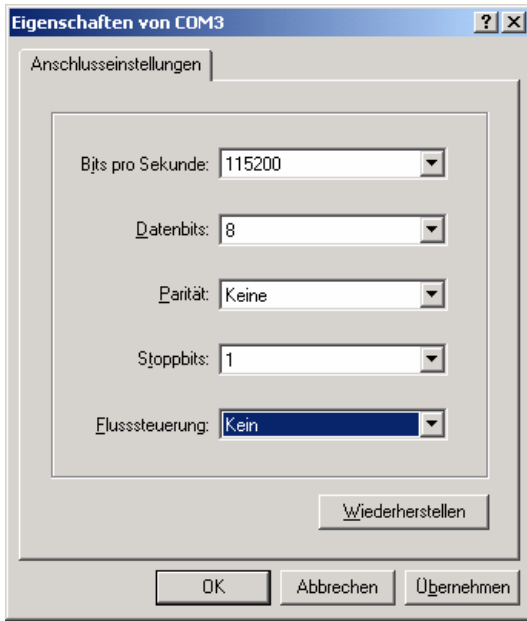 Eigenschaften von COM3
Anschlusseinstellungen
Bits pro Sekunde: 115200
Datenbits: 8
Parität: Keine
Stoppbits: 1
Flusssteuerung: Kein
Wiederherstellen
OK Abbrechen Übernehmen